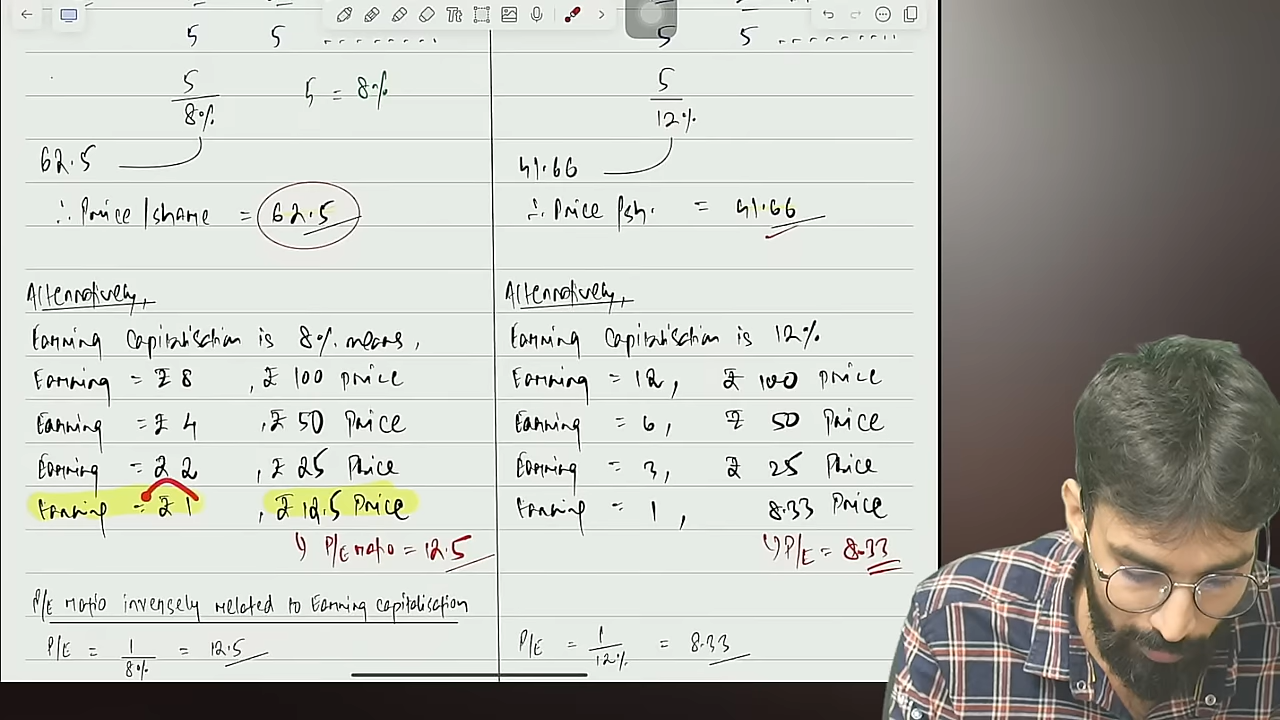 5 5 ........
5
8%
5 = 8%
62.5
∴ Price /share = 62.5
Alternatively,
Earning Capitalisation is 8% means,
Earning = ₹ 8 , ₹ 100 Price
Earning = ₹ 4 , ₹ 50 Price
Earning = ₹ 2 , ₹ 25 Price
Earning = ₹ 1 , ₹ 12.5 Price
↳ P/E ratio = 12.5
P/E ratio inversely related to Earning capitalisation
P/E = 1/8% = 12.5
5 5 ........
5
12%
41.66
∴ Price /sh. = 41.66
Alternatively,
Earning Capitalisation is 12%
Earning = 12, ₹ 100 Price
Earning = 6, ₹ 50 Price
Earning = 3, ₹ 25 Price
Earning = 1, 8.33 Price
↳ P/E = 8.33
P/E = 1/12% = 8.33